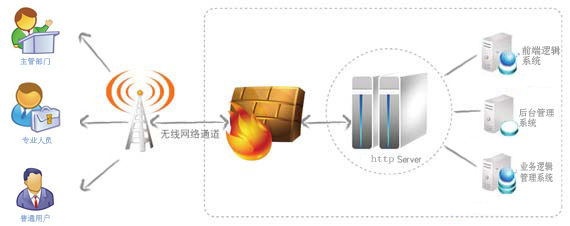 主管部门
专业人员
普通用户
无线网络通道
http Server
前端逻辑
系统
后台管理
系统
业务逻辑
管理系统